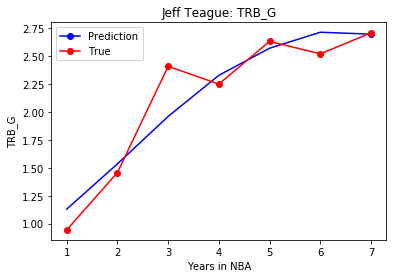 Jeff Teague: TRB_G
Prediction
True
TRB_G
2.75
2.50
2.25
2.00
1.75
1.50
1.25
1.00
1 2 3 4 5 6 7
Years in NBA